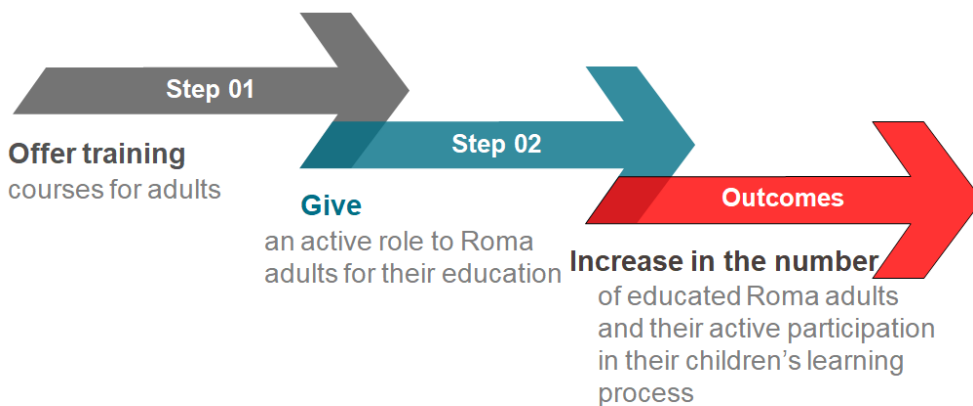 Step 01
Offer training
courses for adults
Step 02
Give
an active role to Roma
adults for their education
Outcomes
Increase in the number
of educated Roma adults
and their active participation
in their children’s learning
process